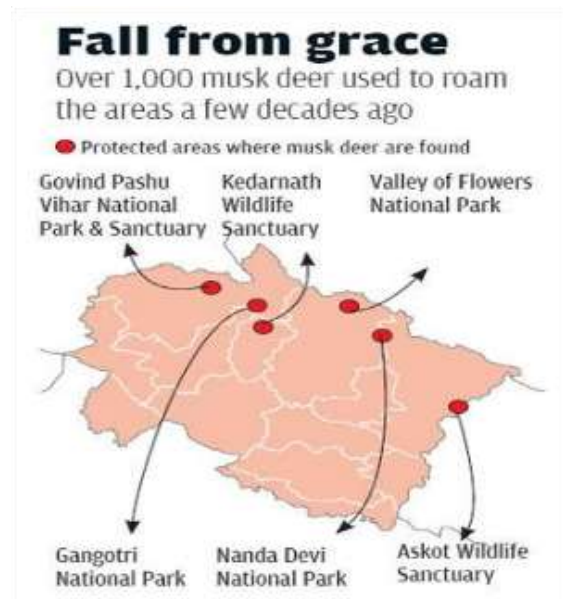 Fall from grace
Over 1,000 musk deer used to roam
the areas a few decades ago
Protected areas where musk deer are found
Govind Pashu
Vihar National
Park & Sanctuary
Kedarnath
Wildlife
Sanctuary
Valley of Flowers
National Park
Gangotri
National Park
Nanda Devi
National Park
Askot Wildlife
Sanctuary